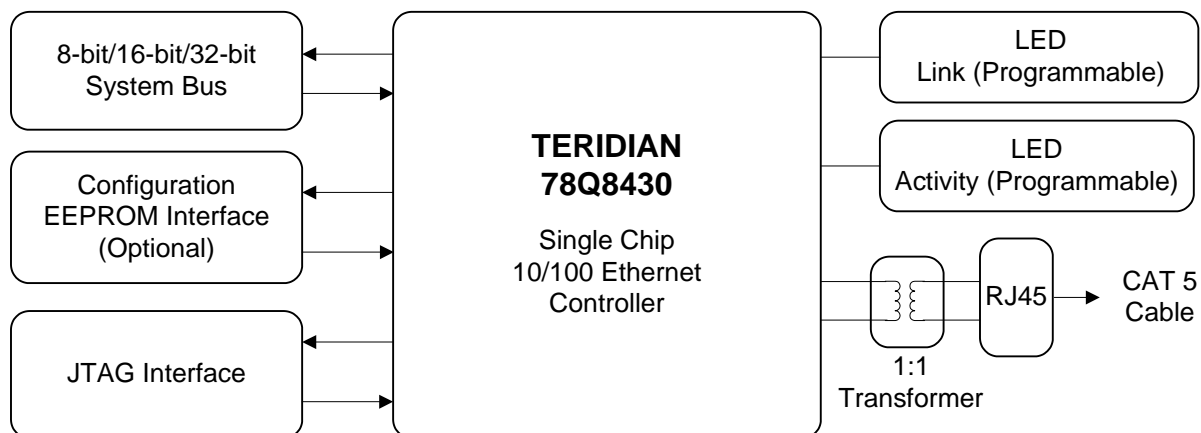 8-bit/16-bit/32-bit
System Bus
Configuration
EEPROM Interface
(Optional)
JTAG Interface
TERIDIAN
78Q8430
Single Chip
10/100 Ethernet
Controller
LED
Link (Programmable)
LED
Activity (Programmable)
RJ45
CAT 5
Cable
1:1
Transformer